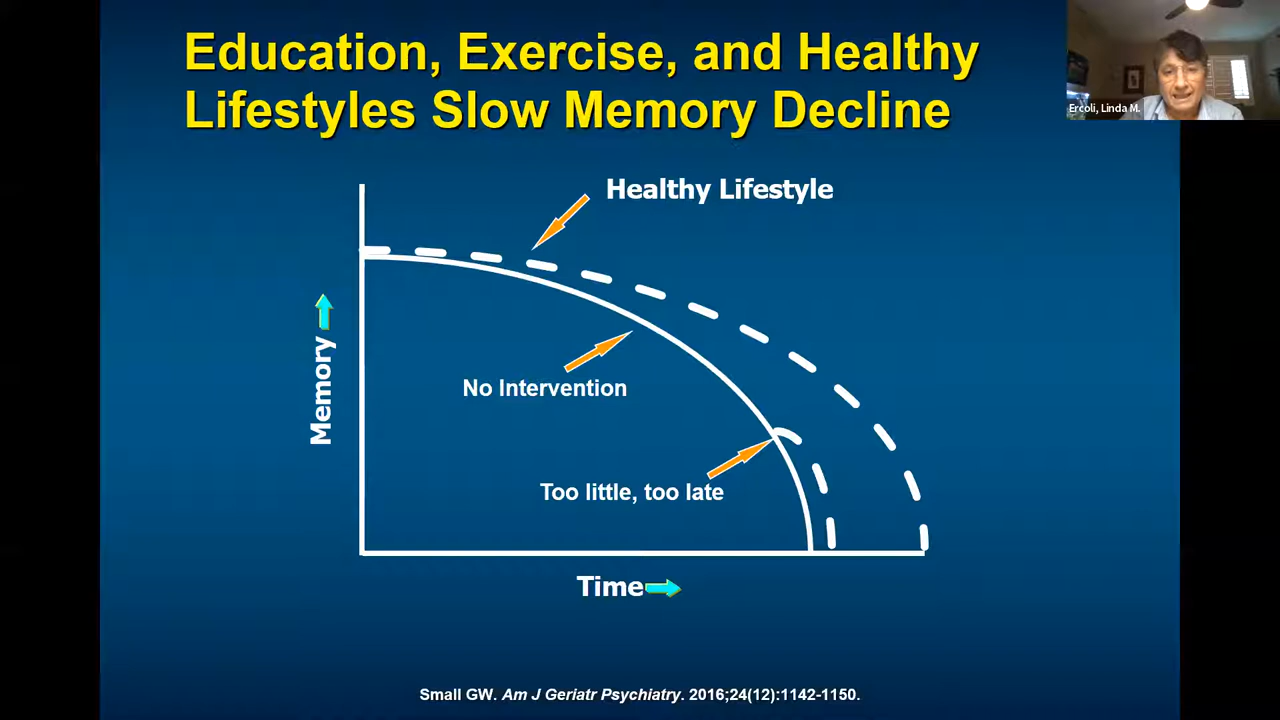 Education, Exercise, and Healthy
Lifestyles Slow Memory Decline
Ercoli, Linda M.
Healthy Lifestyle
Memory
No Intervention
Too little, too late
Time
Small GW. Am J Geriatr Psychiatry. 2016;24(12):1142-1150.